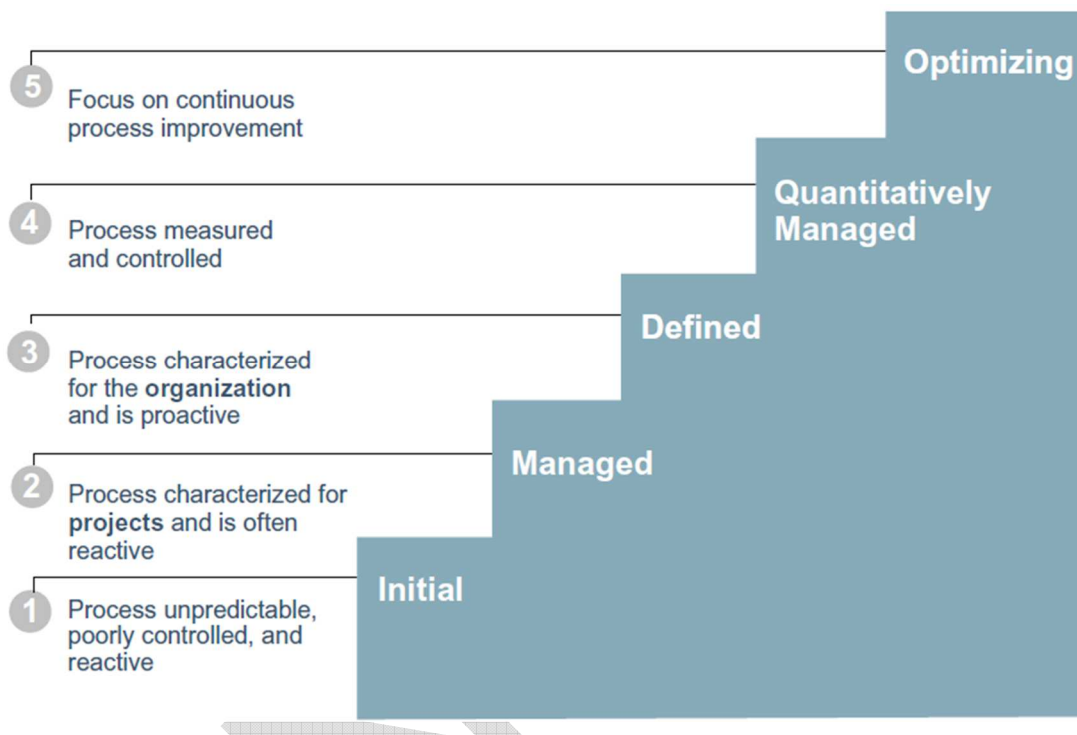 Optimizing
5
Focus on continuous
process improvement
Quantitatively
Managed
4
Process measured
and controlled
Defined
3
Process characterized
for the organization
and is proactive
Managed
2
Process characterized for
projects and is often
reactive
Initial
1
Process unpredictable,
poorly controlled, and
reactive